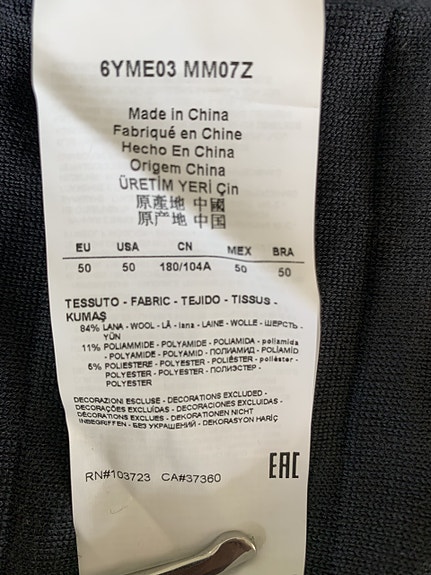 6YME03 MM07Z
Made in China
Fabriqué en Chine
Hecho En China
Origem China
ÜRETİM YERİ Çin
原產地 中國
原产地 中国
EU USA CN MEX BRA
50 50 180/104A 50 50
TESSUTO - FABRIC - TEJIDO - TISSUS -
KUMAŞ
84% LANA - WOOL - LÃ - lana - LAINE - WOLLE - ШЕРСТЬ -
YÜN
11% POLIAMMIDE - POLYAMIDE - POLIAMIDA - poliamida
- POLYAMIDE - POLYAMID - ПОЛИАМИД - POLİAMİD
5% POLIESTERE - POLYESTER - POLIÉSTER - poliéster -
POLYESTER - POLYESTER - ПОЛИЭСТЕР -
POLYESTER
DECORAZIONI ESCLUSE - DECORATIONS EXCLUDED -
DECORAÇÕES EXCLUÍDAS - DECORACIONES EXCLUIDAS -
DÉCORATIONS EXCLUES - DEKORATIONEN NICHT
INBEGRIFFEN - БЕЗ УКРАШЕНИЙ - DEKORASYON HARİÇ
RN#103723 CA#37360
EAC